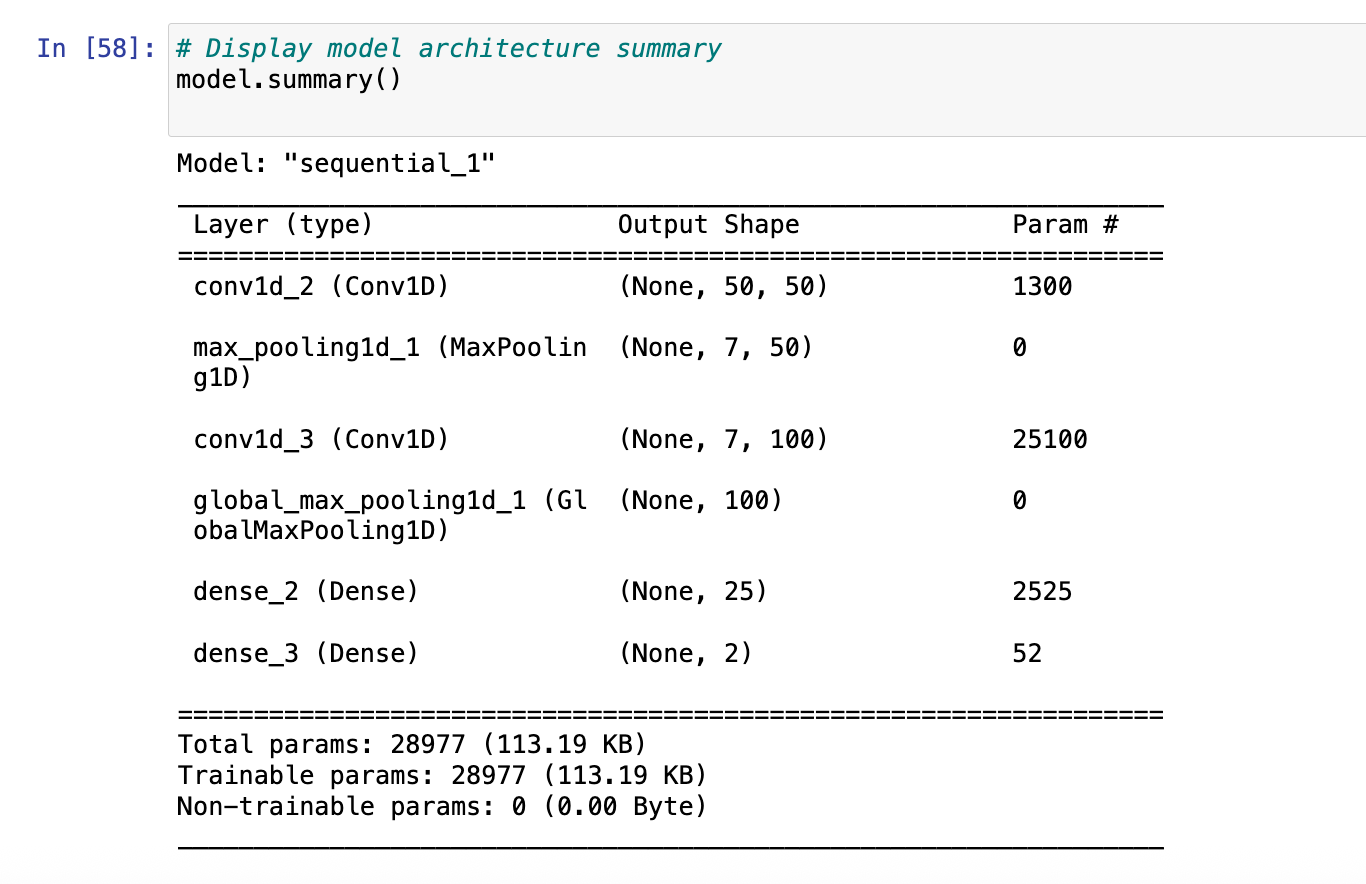 In [58]: # Display model architecture summary
model.summary()
Model: "sequential_1"
Layer (type) Output Shape Param #
=================================================================
conv1d_2 (Conv1D) (None, 50, 50) 1300
max_pooling1d_1 (MaxPoolin (None, 7, 50) 0
g1D)
conv1d_3 (Conv1D) (None, 7, 100) 25100
global_max_pooling1d_1 (Gl (None, 100) 0
obalMaxPooling1D)
dense_2 (Dense) (None, 25) 2525
dense_3 (Dense) (None, 2) 52
=================================================================
Total params: 28977 (113.19 KB)
Trainable params: 28977 (113.19 KB)
Non-trainable params: 0 (0.00 Byte)